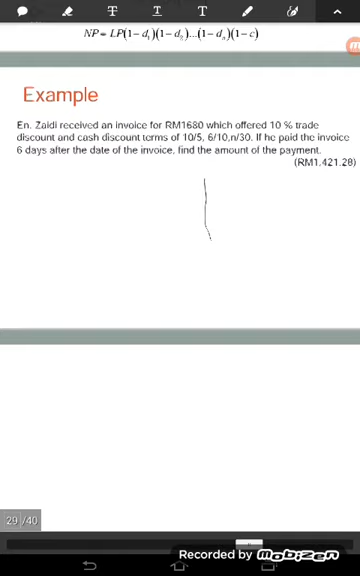 NP = LP(1 − d₁)(1 − d₂)...(1 − dₙ)(1 − c)
Example
En. Zaidi received an invoice for RM1680 which offered 10 % trade
discount and cash discount terms of 10/5, 6/10,n/30. If he paid the invoice
6 days after the date of the invoice, find the amount of the payment.
(RM1,421.28)
29 /40
Recorded by mobizen